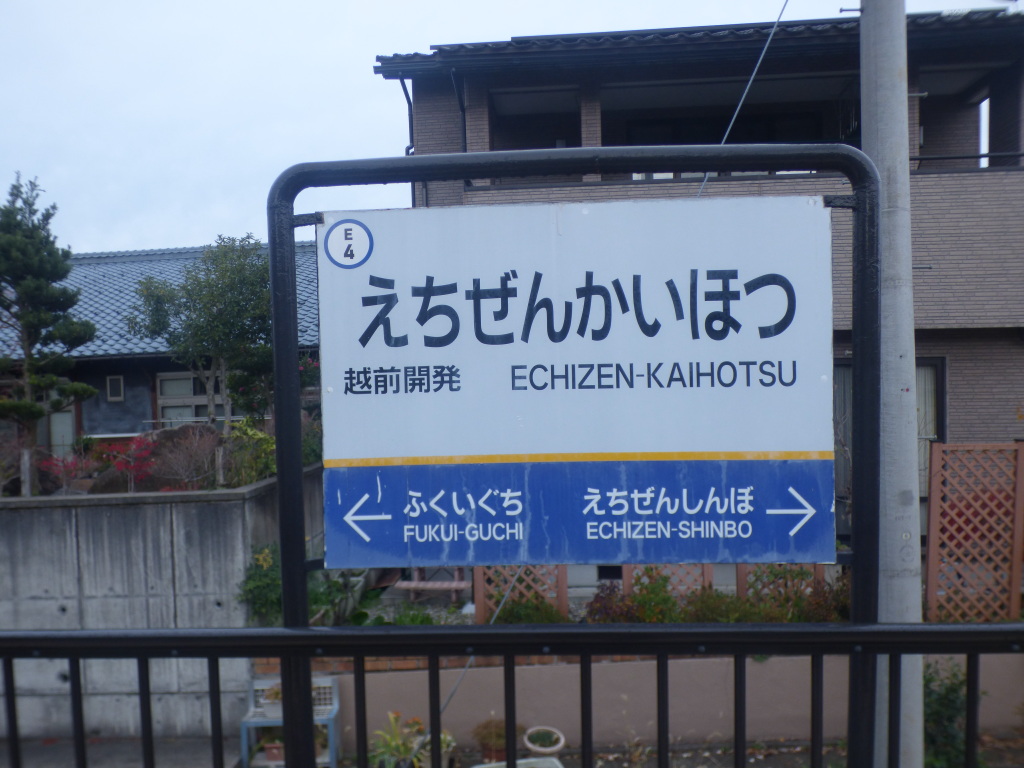 E
4
えちぜんかいほつ
越前開発 ECHIZEN-KAIHOTSU
← ふくいぐち えちぜんしんぼ →
FUKUI-GUCHI ECHIZEN-SHINBO